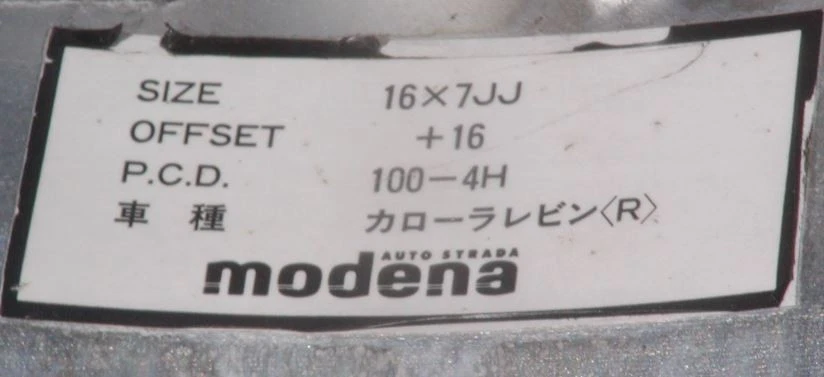 SIZE 16×7JJ
OFFSET +16
P.C.D. 100-4H
車種 カローラレビン〈R〉
AUTO STRADA
modena